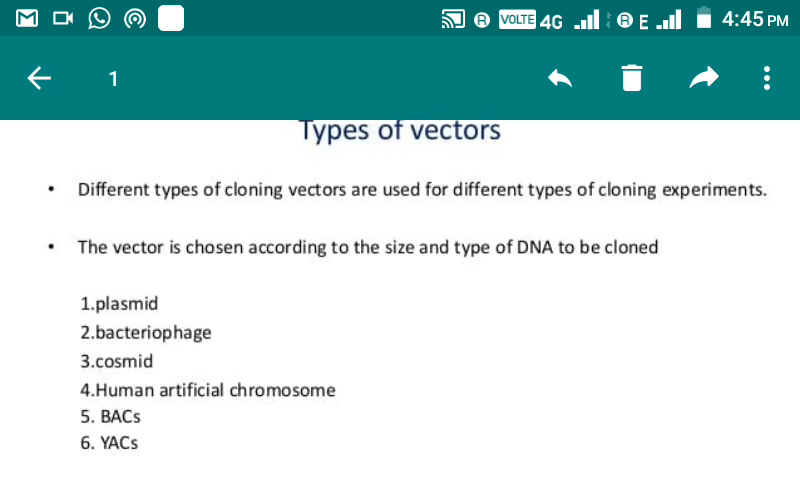 VOLTE 4G R E 4:45 PM
1
Types of vectors
• Different types of cloning vectors are used for different types of cloning experiments.
• The vector is chosen according to the size and type of DNA to be cloned
1.plasmid
2.bacteriophage
3.cosmid
4.Human artificial chromosome
5. BACs
6. YACs